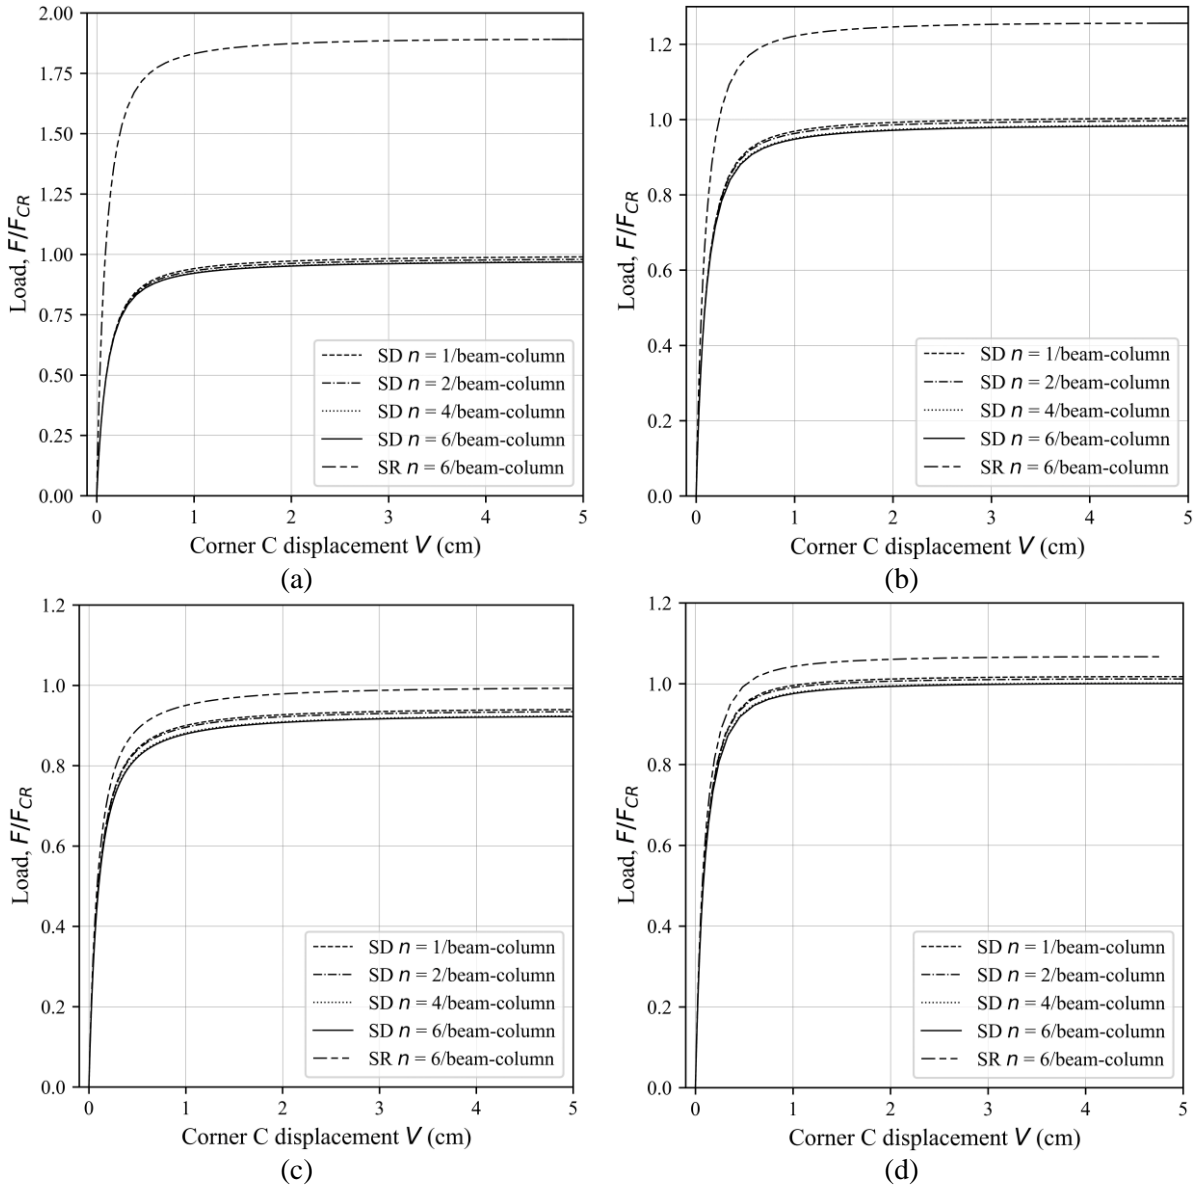 2.00
1.75
1.50
1.25
1.00
0.75
0.50
0.25
0.00
Load, F/F_CR
SD n = 1/beam-column
SD n = 2/beam-column
SD n = 4/beam-column
SD n = 6/beam-column
SR n = 6/beam-column
0 1 2 3 4 5
Corner C displacement V (cm)
(a)
1.2
1.0
0.8
0.6
0.4
0.2
0.0
Load, F/F_CR
SD n = 1/beam-column
SD n = 2/beam-column
SD n = 4/beam-column
SD n = 6/beam-column
SR n = 6/beam-column
0 1 2 3 4 5
Corner C displacement V (cm)
(b)
1.2
1.0
0.8
0.6
0.4
0.2
0.0
Load, F/F_CR
SD n = 1/beam-column
SD n = 2/beam-column
SD n = 4/beam-column
SD n = 6/beam-column
SR n = 6/beam-column
0 1 2 3 4 5
Corner C displacement V (cm)
(c)
1.2
1.0
0.8
0.6
0.4
0.2
0.0
Load, F/F_CR
SD n = 1/beam-column
SD n = 2/beam-column
SD n = 4/beam-column
SD n = 6/beam-column
SR n = 6/beam-column
0 1 2 3 4 5
Corner C displacement V (cm)
(d)